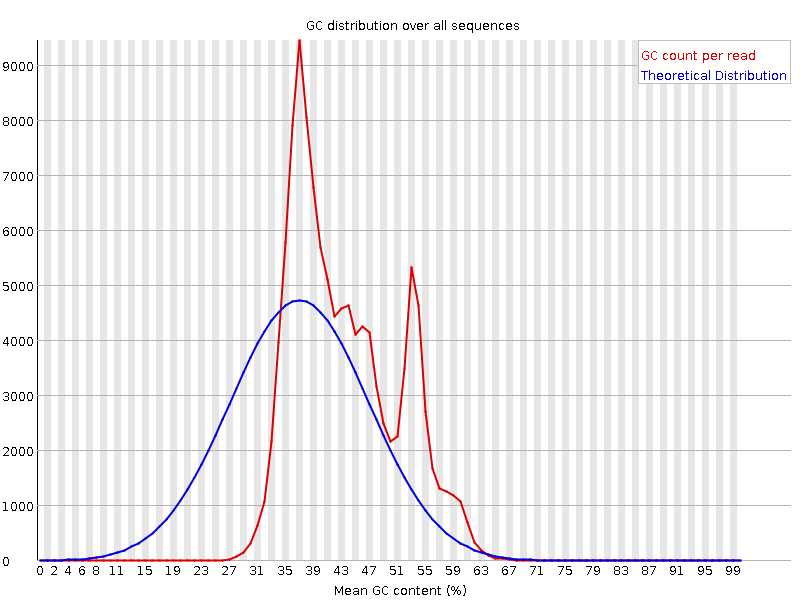 GC distribution over all sequences
GC count per read
Theoretical Distribution
9000
8000
7000
6000
5000
4000
3000
2000
1000
0
0 2 4 6 8 11 15 19 23 27 31 35 39 43 47 51 55 59 63 67 71 75 79 83 87 91 95 99
Mean GC content (%)